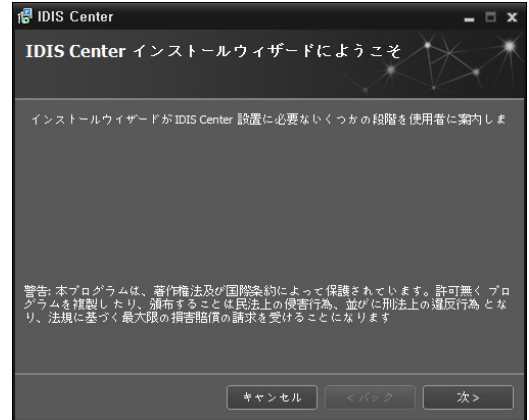 IDIS Center
IDIS Center インストールウィザードにようこそ
インストールウィザードが IDIS Center 設置に必要ないくつかの段階を使用者に案内しま
警告: 本プログラムは、著作権法及び国際条約によって保護されています。許可無く プロ
グラムを複製し たり、頒布することは民法上の侵害行為、並びに刑法上の違反行為 とな
り、法規に基づく最大限の損害賠償の請求を受けることになります
キャンセル
< バック
次 >